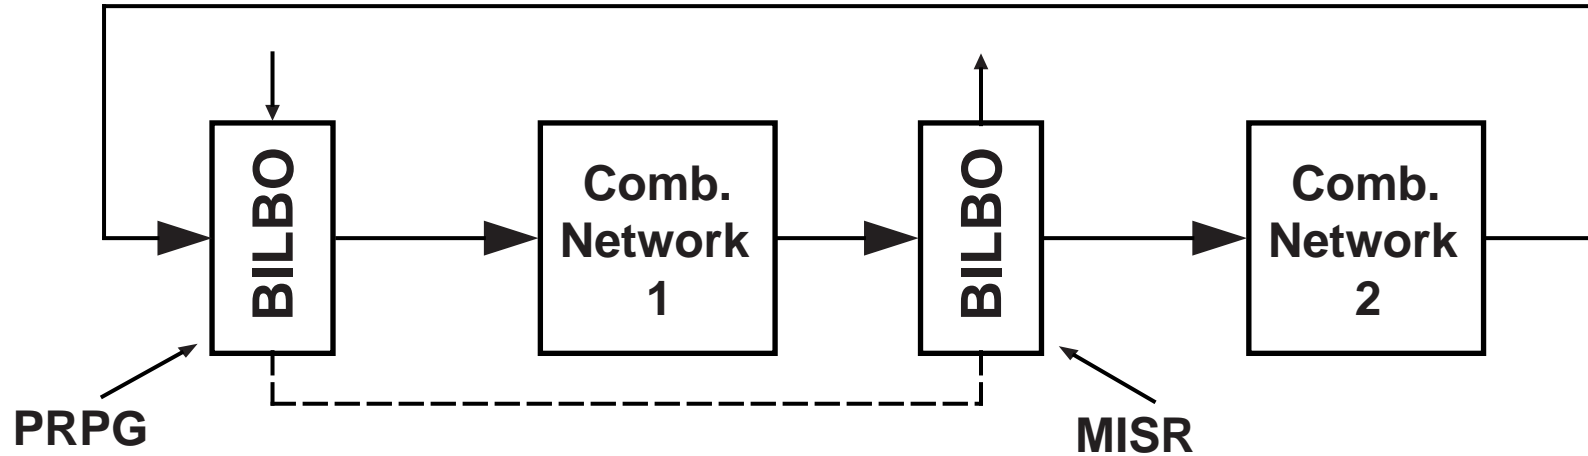 BILBO
Comb.
Network
1
BILBO
Comb.
Network
2
PRPG
MISR